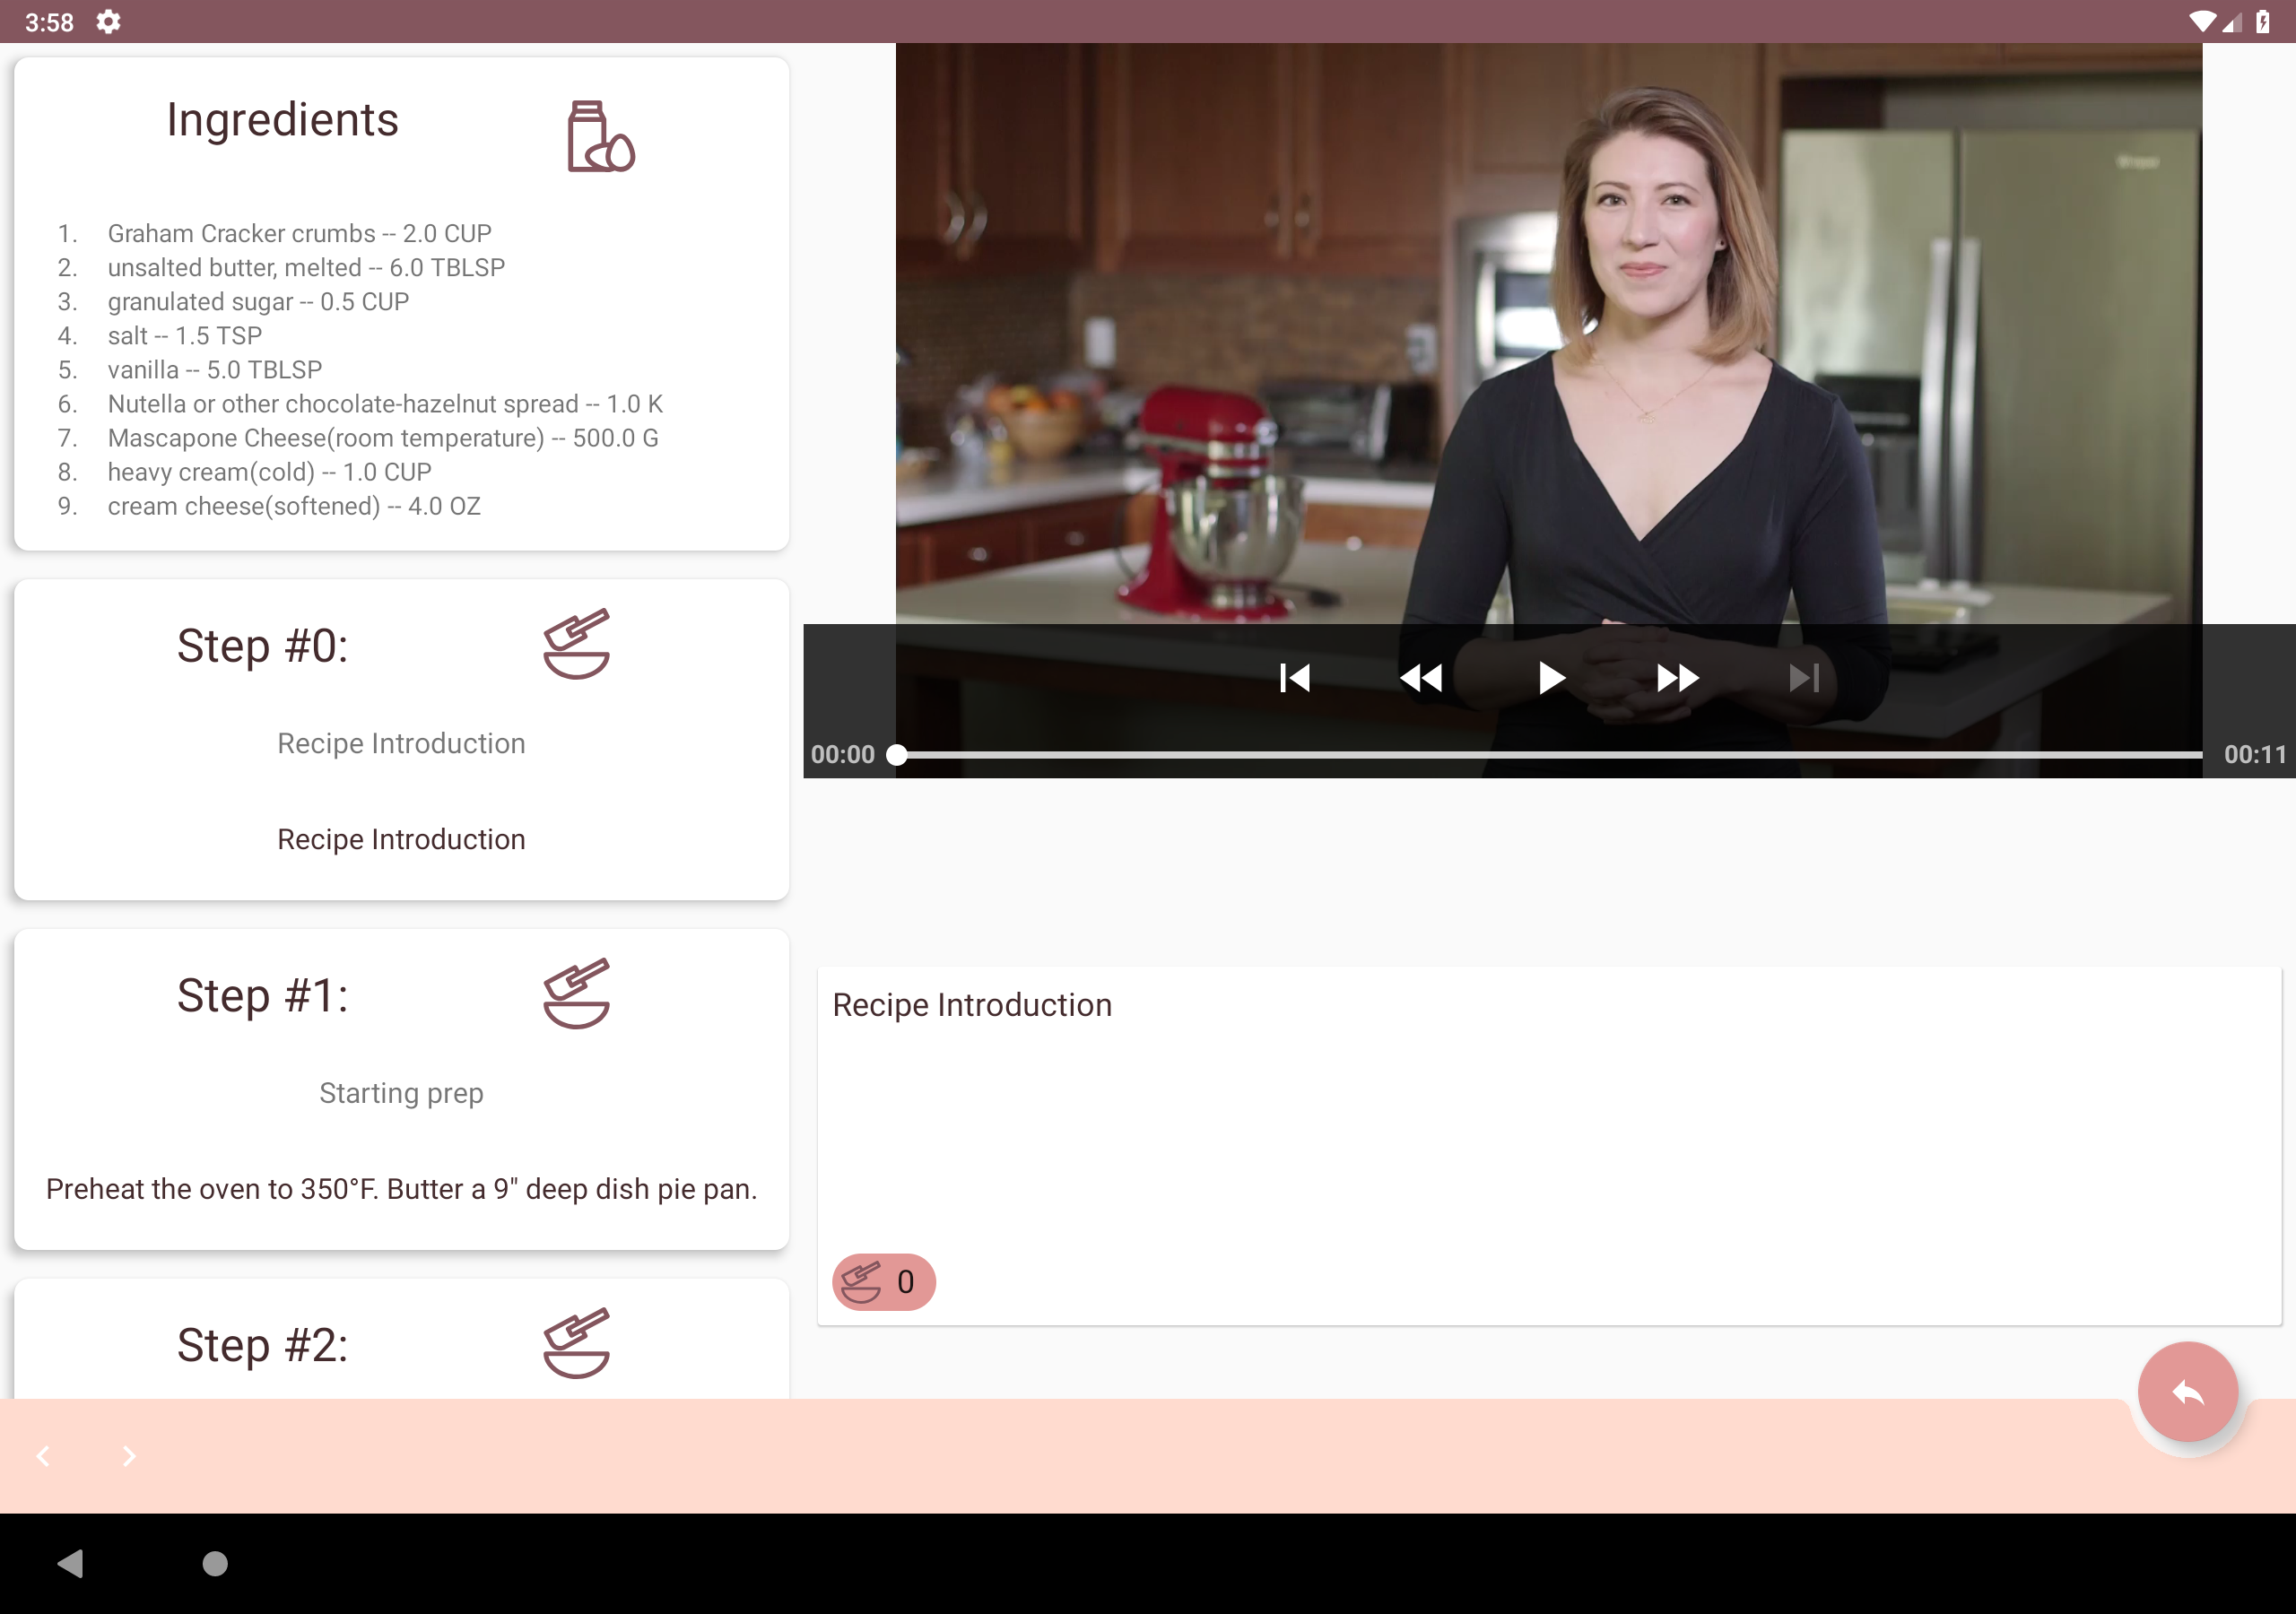 3:58
Ingredients
1. Graham Cracker crumbs -- 2.0 CUP
2. unsalted butter, melted -- 6.0 TBLSP
3. granulated sugar -- 0.5 CUP
4. salt -- 1.5 TSP
5. vanilla -- 5.0 TBLSP
6. Nutella or other chocolate-hazelnut spread -- 1.0 K
7. Mascapone Cheese(room temperature) -- 500.0 G
8. heavy cream(cold) -- 1.0 CUP
9. cream cheese(softened) -- 4.0 OZ
Step #0:
Recipe Introduction
Recipe Introduction
Step #1:
Starting prep
Preheat the oven to 350°F. Butter a 9" deep dish pie pan.
Step #2:
00:00
00:11
Recipe Introduction
0